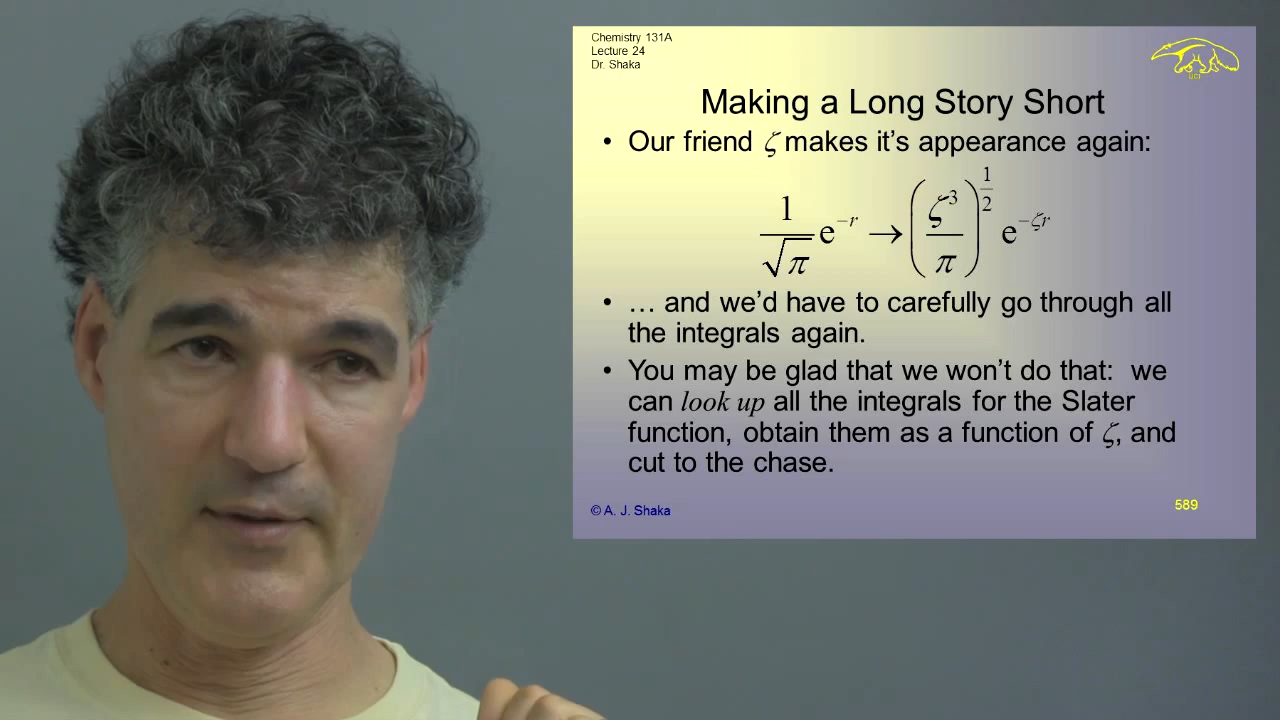 Chemistry 131A
Lecture 24
Dr. Shaka
UCI
Making a Long Story Short
• Our friend ζ makes it's appearance again:
1/√π e^(−r) → (ζ³/π)^(1/2) e^(−ζr)
• … and we'd have to carefully go through all
the integrals again.
• You may be glad that we won't do that: we
can look up all the integrals for the Slater
function, obtain them as a function of ζ, and
cut to the chase.
© A. J. Shaka
589